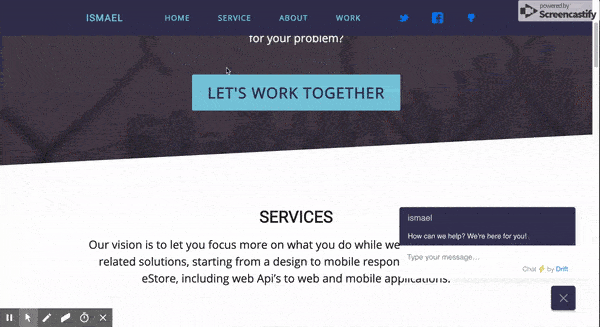 ISMAEL HOME SERVICE ABOUT WORK
powered by
Screencastify
for your problem?
LET'S WORK TOGETHER
SERVICES
Our vision is to let you focus more on what you do while we
related solutions, starting from a design to mobile respon
eStore, including web Api's to web and mobile applications.
ismael
How can we help? We're here for you!
Type your message...
Chat ⚡ by Drift